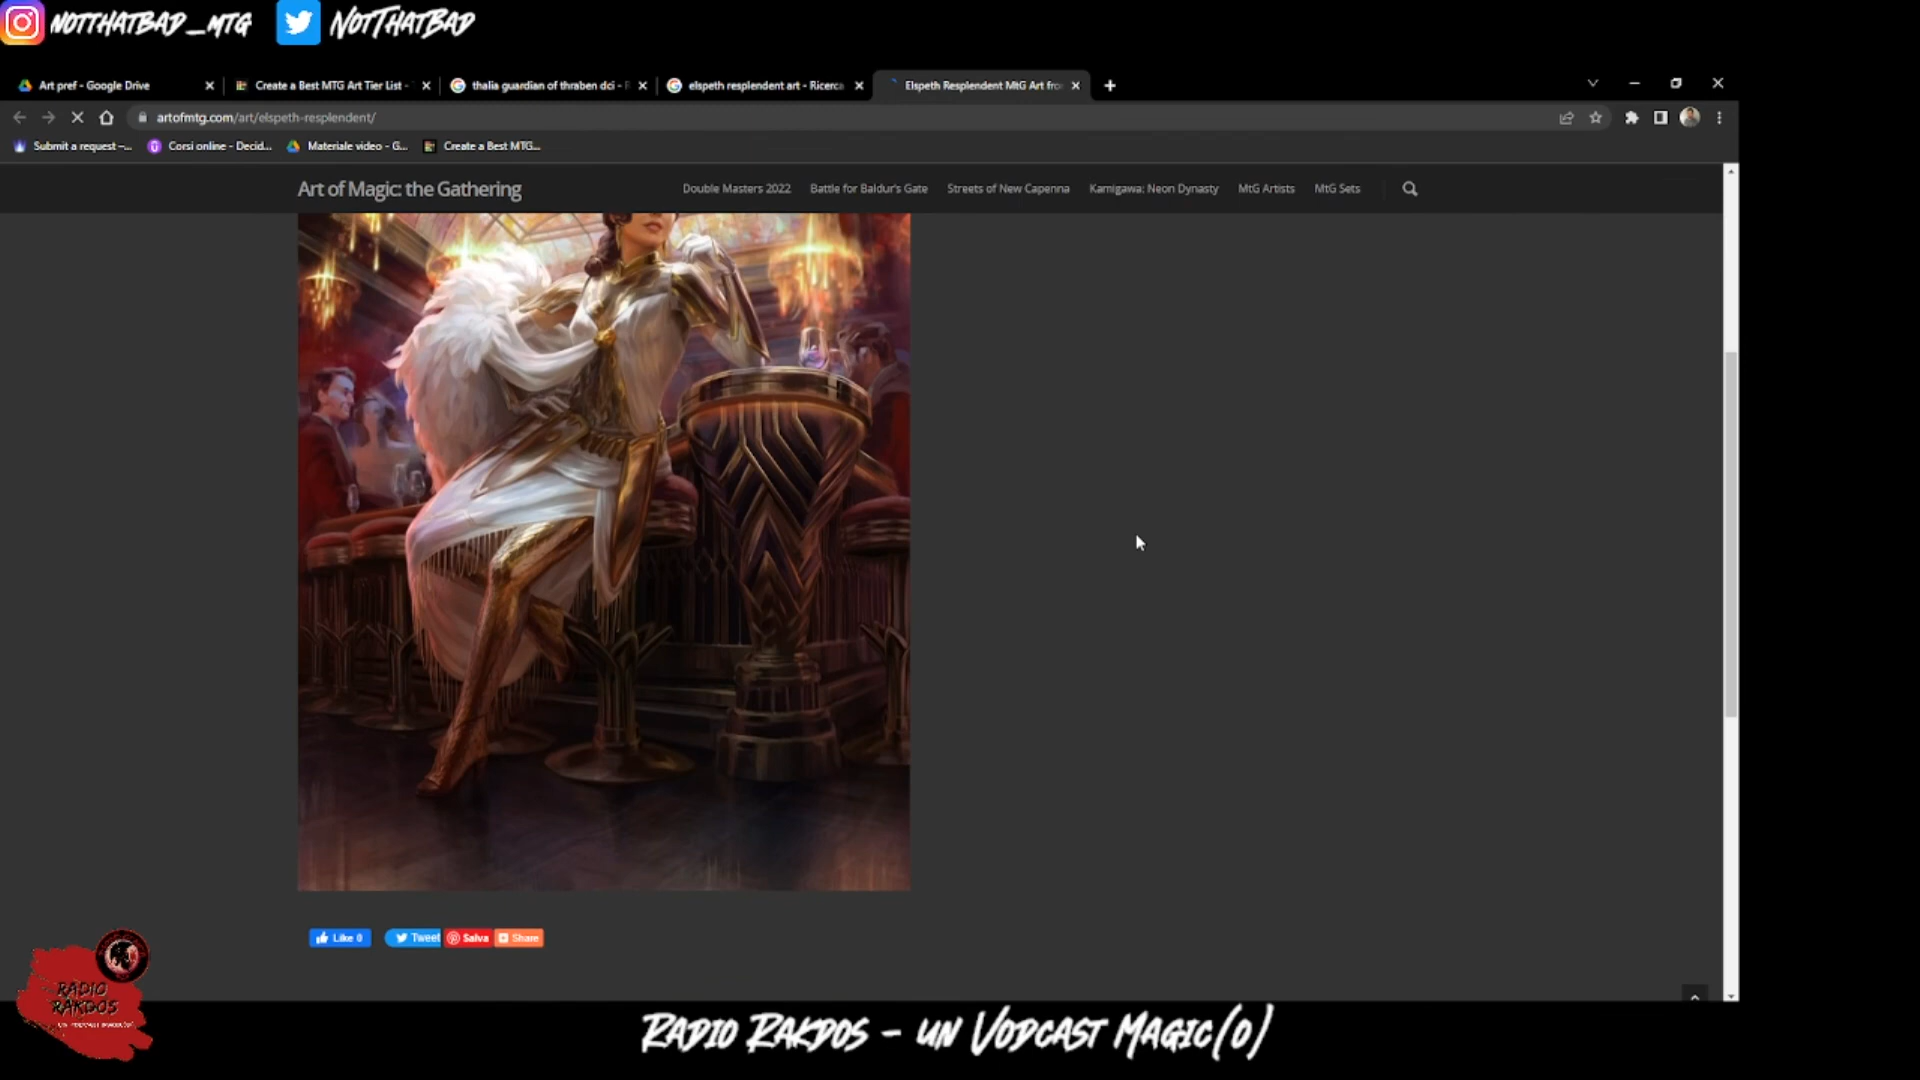 NOTTHATBAD_MTG NOTTHATBAD
Art pref - Google Drive Create a Best MTG Art Tier List - thalia guardian of thraben dci - R elspeth resplendent art - Ricerca Elspeth Resplendent MtG Art fro
artofmtg.com/art/elspeth-resplendent/
Submit a request –... Corsi online - Decid... Materiale video - G... Create a Best MTG...
Art of Magic: the Gathering Double Masters 2022 Battle for Baldur's Gate Streets of New Capenna Kamigawa: Neon Dynasty MtG Artists MtG Sets
Like 0 Tweet Salva Share
RADIO
RAKDOS
UN VODCAST MAGIC(O)
RADIO RAKDOS - UN VODCAST MAGIC(O)